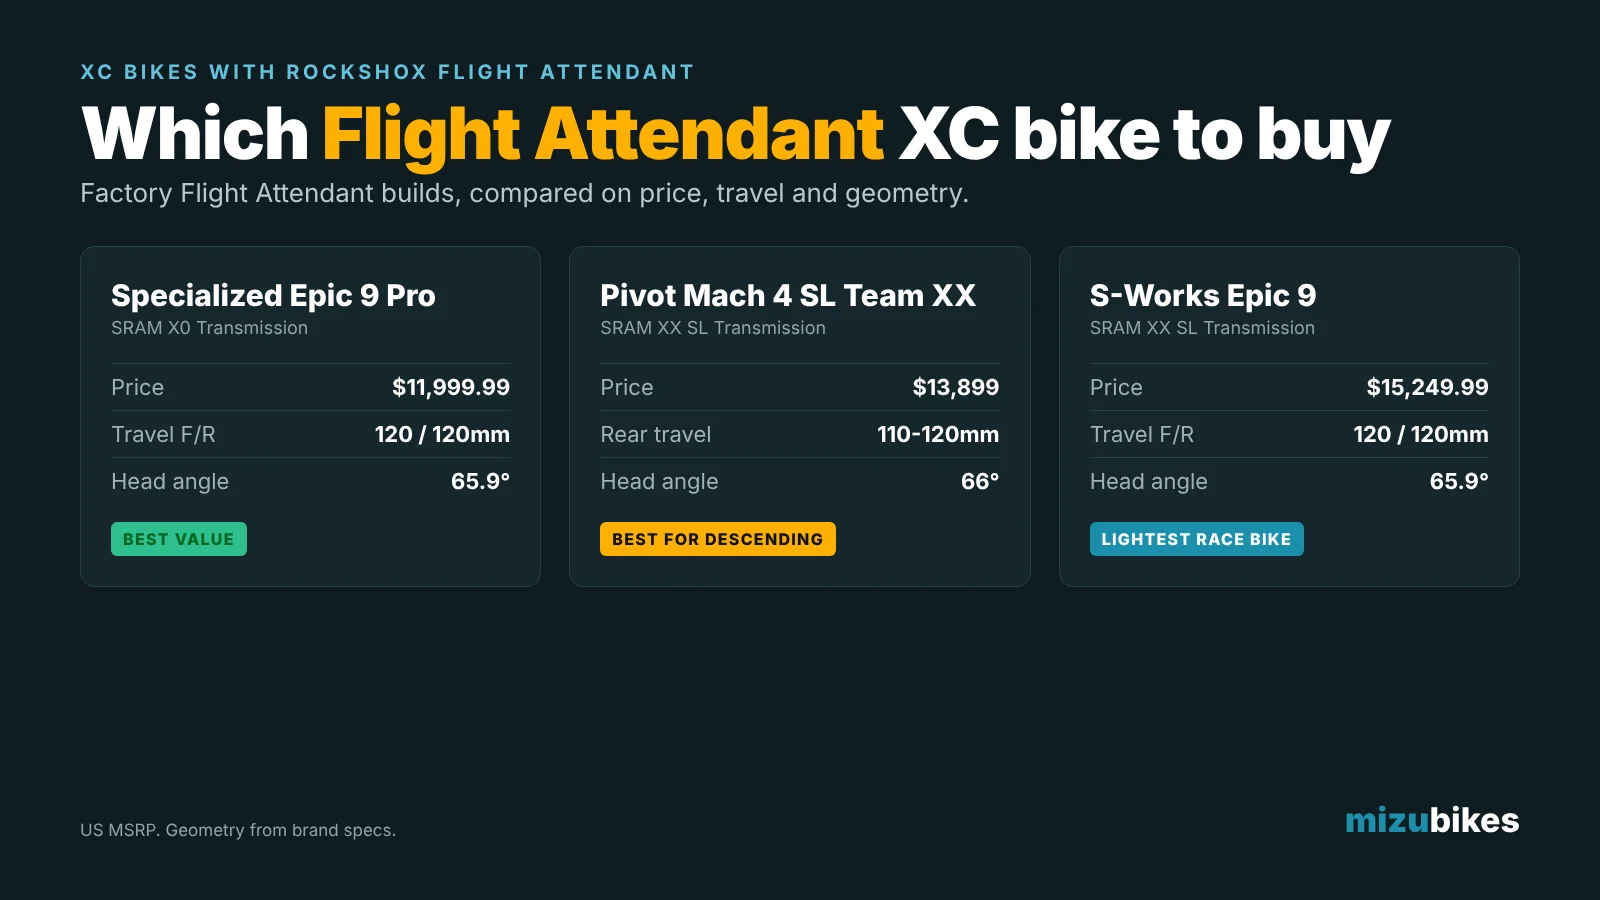 XC BIKES WITH ROCKSHOX FLIGHT ATTENDANT
Which Flight Attendant XC bike to buy
Factory Flight Attendant builds, compared on price, travel and geometry.
Specialized Epic 9 Pro
SRAM X0 Transmission
Price $11,999.99
Travel F/R 120 / 120mm
Head angle 65.9°
BEST VALUE
Pivot Mach 4 SL Team XX
SRAM XX SL Transmission
Price $13,899
Rear travel 110-120mm
Head angle 66°
BEST FOR DESCENDING
S-Works Epic 9
SRAM XX SL Transmission
Price $15,249.99
Travel F/R 120 / 120mm
Head angle 65.9°
LIGHTEST RACE BIKE
US MSRP. Geometry from brand specs.
mizubikes